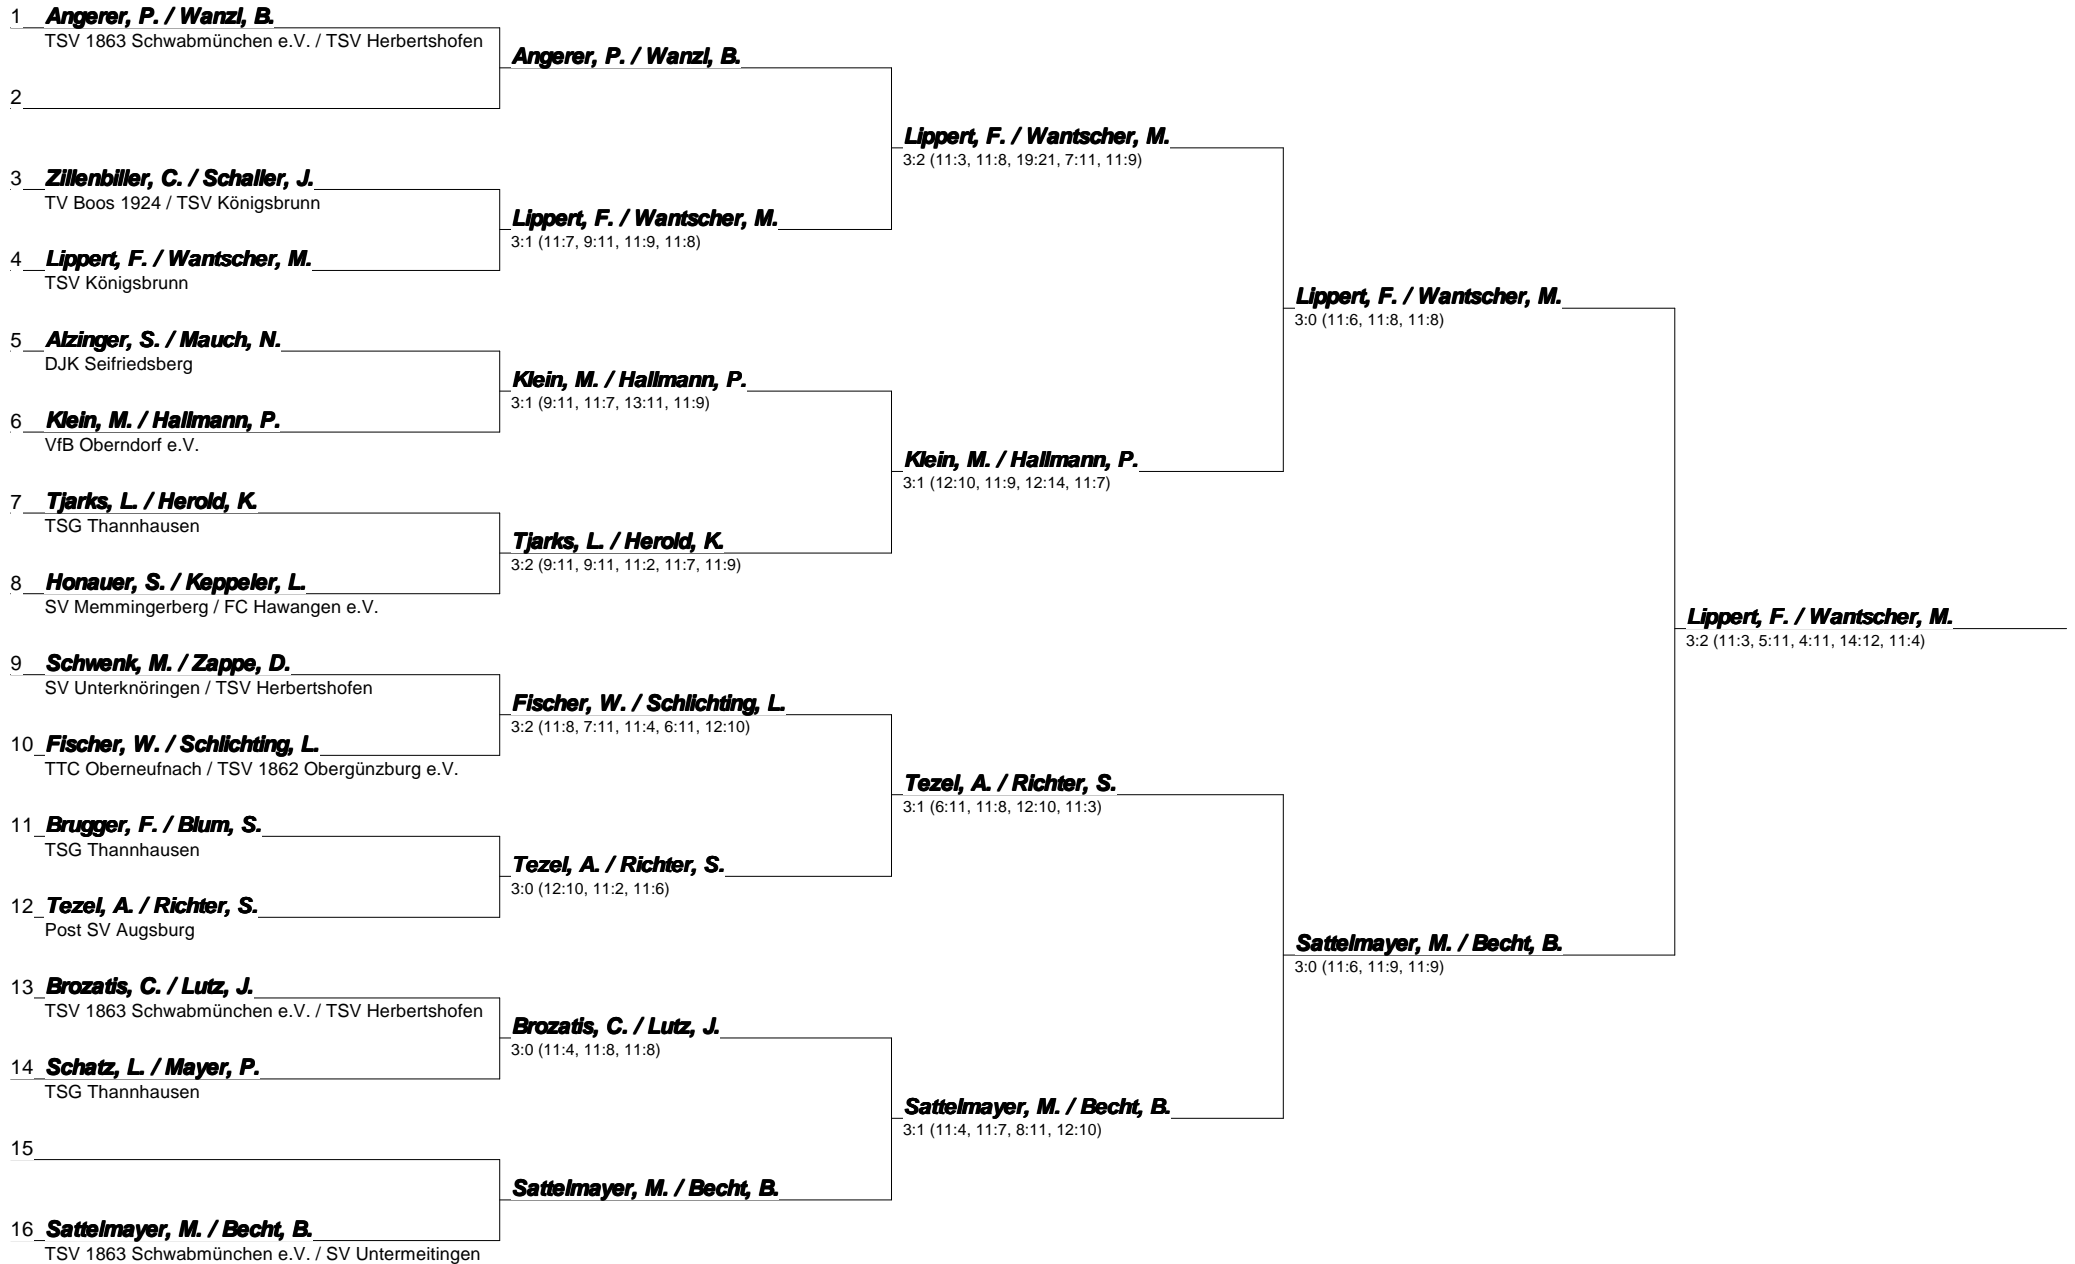 1 Angerer, P. / Wanzl, B.
TSV 1863 Schwabmünchen e.V. / TSV Herbertshofen
Angerer, P. / Wanzl, B.
2
Lippert, F. / Wantscher, M.
3:2 (11:3, 11:8, 19:21, 7:11, 11:9)
3 Zillenbiller, C. / Schaller, J.
TV Boos 1924 / TSV Königsbrunn
Lippert, F. / Wantscher, M.
3:1 (11:7, 9:11, 11:9, 11:8)
4 Lippert, F. / Wantscher, M.
TSV Königsbrunn
Lippert, F. / Wantscher, M.
3:0 (11:6, 11:8, 11:8)
5 Alzinger, S. / Mauch, N.
DJK Seifriedsberg
Klein, M. / Hallmann, P.
3:1 (9:11, 11:7, 13:11, 11:9)
6 Klein, M. / Hallmann, P.
VfB Oberndorf e.V.
Klein, M. / Hallmann, P.
3:1 (12:10, 11:9, 12:14, 11:7)
7 Tjarks, L. / Herold, K.
TSG Thannhausen
Tjarks, L. / Herold, K.
3:2 (9:11, 9:11, 11:2, 11:7, 11:9)
8 Honauer, S. / Keppeler, L.
SV Memmingerberg / FC Hawangen e.V.
Lippert, F. / Wantscher, M.
3:2 (11:3, 5:11, 4:11, 14:12, 11:4)
9 Schwenk, M. / Zappe, D.
SV Unterknöringen / TSV Herbertshofen
Fischer, W. / Schlichting, L.
3:2 (11:8, 7:11, 11:4, 6:11, 12:10)
10 Fischer, W. / Schlichting, L.
TTC Oberneufnach / TSV 1862 Obergünzburg e.V.
Tezel, A. / Richter, S.
3:1 (6:11, 11:8, 12:10, 11:3)
11 Brugger, F. / Blum, S.
TSG Thannhausen
Tezel, A. / Richter, S.
3:0 (12:10, 11:2, 11:6)
12 Tezel, A. / Richter, S.
Post SV Augsburg
Sattelmayer, M. / Becht, B.
3:0 (11:6, 11:9, 11:9)
13 Brozatis, C. / Lutz, J.
TSV 1863 Schwabmünchen e.V. / TSV Herbertshofen
Brozatis, C. / Lutz, J.
3:0 (11:4, 11:8, 11:8)
14 Schatz, L. / Mayer, P.
TSG Thannhausen
Sattelmayer, M. / Becht, B.
3:1 (11:4, 11:7, 8:11, 12:10)
15
Sattelmayer, M. / Becht, B.
16 Sattelmayer, M. / Becht, B.
TSV 1863 Schwabmünchen e.V. / SV Untermeitingen